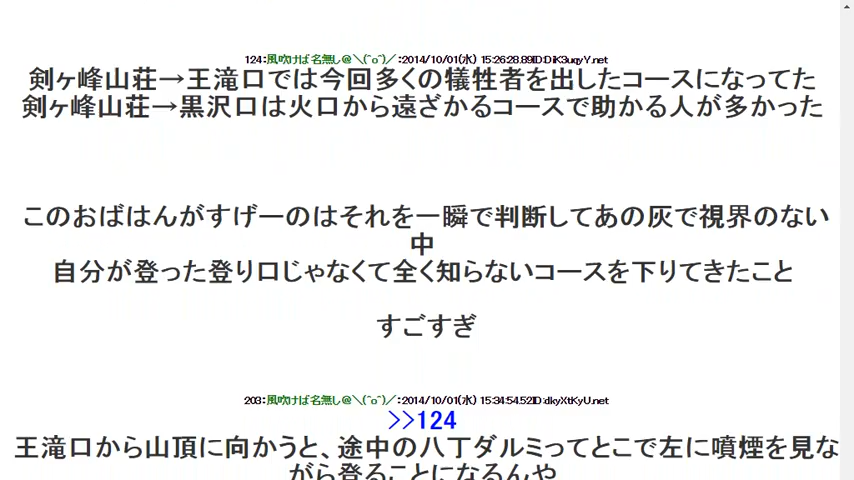 124：風吹けば名無し＠＼(^o^)／：2014/10/01(水) 15:26:28.89ID:DiK3uqyY.net
剣ヶ峰山荘→王滝口では今回多くの犠牲者を出したコースになってた
剣ヶ峰山荘→黒沢口は火口から遠ざかるコースで助かる人が多かった
このおばはんがすげーのはそれを一瞬で判断してあの灰で視界のない
中
自分が登った登り口じゃなくて全く知らないコースを下りてきたこと
すごすぎ
203：風吹けば名無し＠＼(^o^)／：2014/10/01(水) 15:34:54.52ID:dkyXtKyU.net
>>124
王滝口から山頂に向かうと、途中の八丁ダルミってとこで左に噴煙を見な
がら登ることになるんや